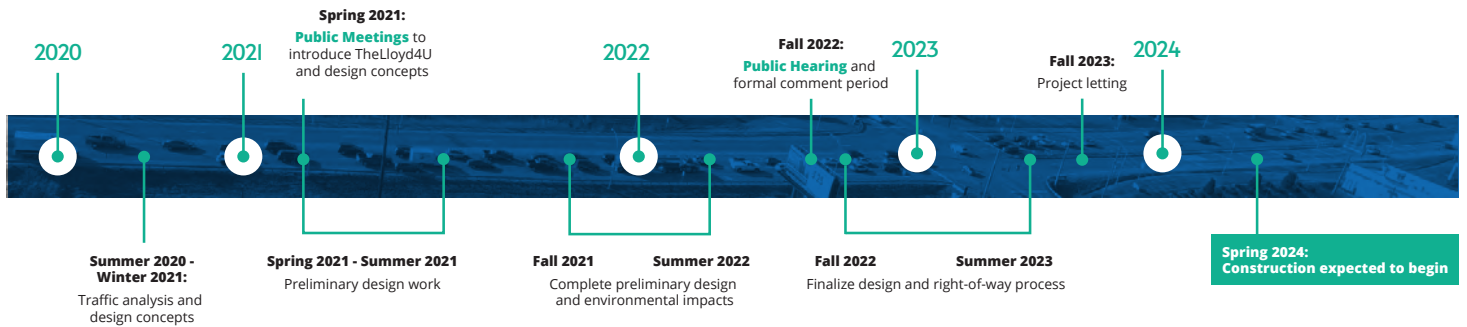 2020
2021
Spring 2021:
Public Meetings to
introduce TheLloyd4U
and design concepts
2022
Fall 2022:
Public Hearing and
formal comment period
2023
Fall 2023:
Project letting
2024
Summer 2020 -
Winter 2021:
Traffic analysis and
design concepts
Spring 2021 - Summer 2021
Preliminary design work
Fall 2021 Summer 2022
Complete preliminary design
and environmental impacts
Fall 2022 Summer 2023
Finalize design and right-of-way process
Spring 2024:
Construction expected to begin